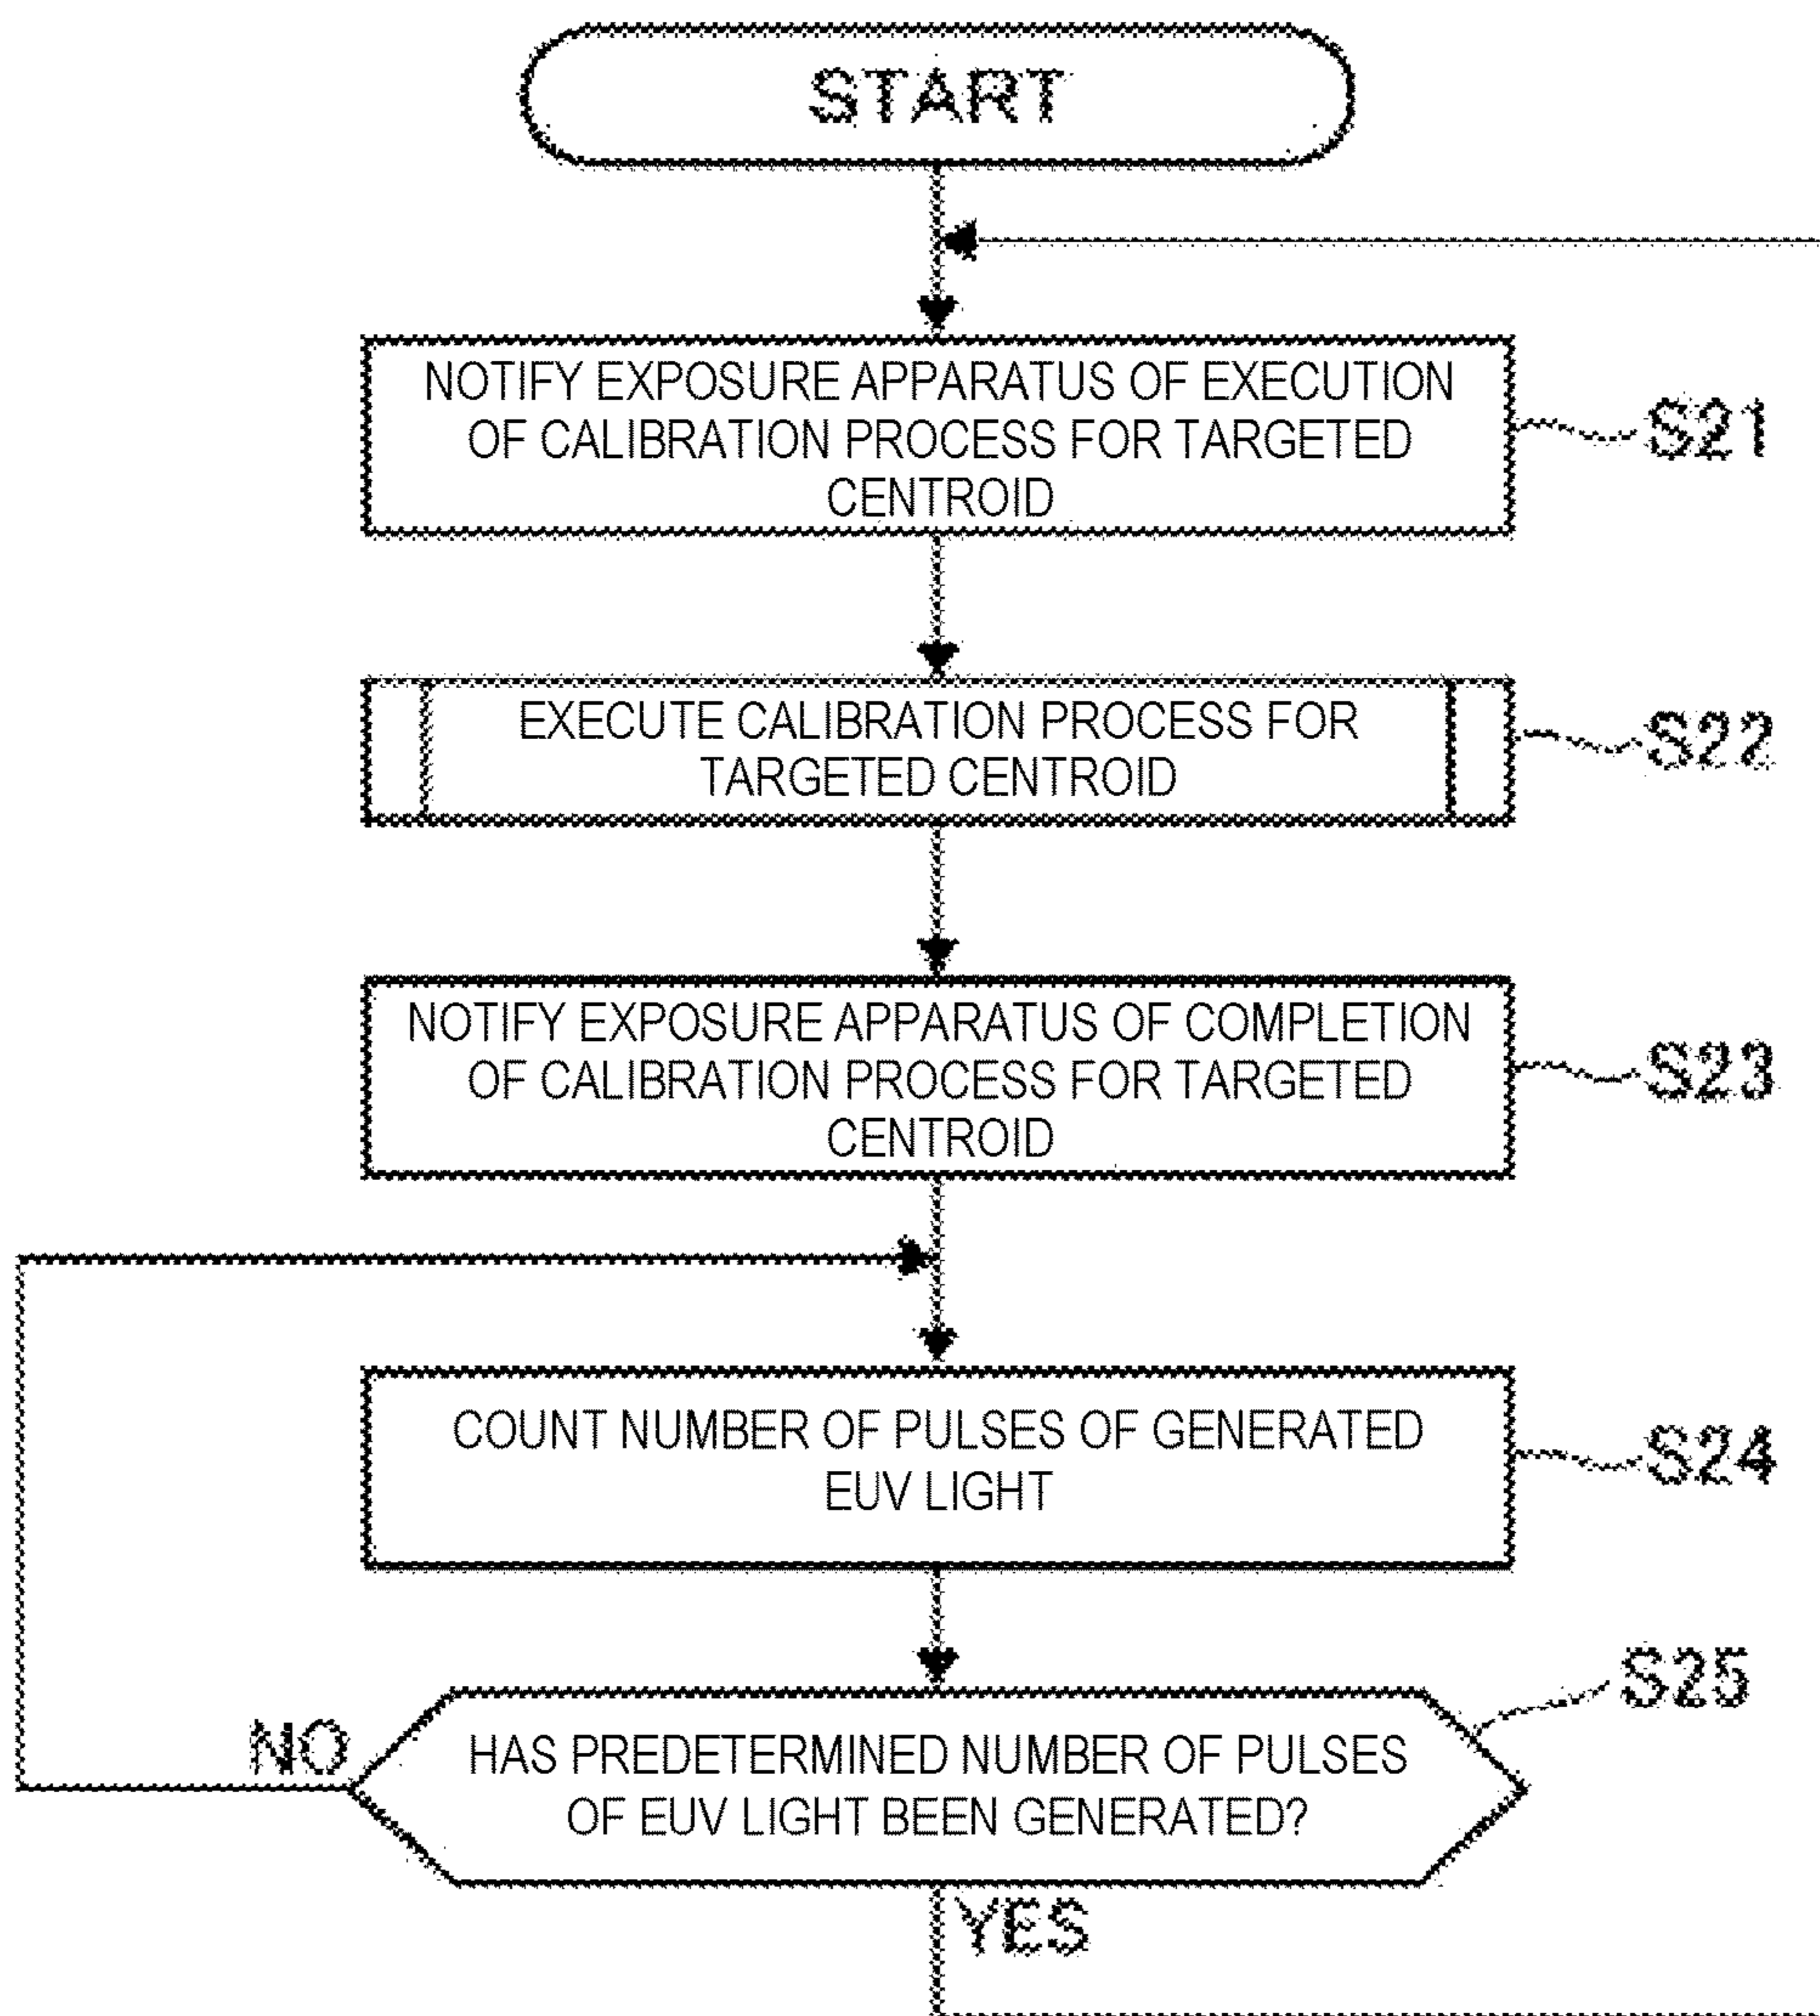 START
NOTIFY EXPOSURE APPARATUS OF EXECUTION
OF CALIBRATION PROCESS FOR TARGETED
CENTROID
S21
EXECUTE CALIBRATION PROCESS FOR
TARGETED CENTROID
S22
NOTIFY EXPOSURE APPARATUS OF COMPLETION
OF CALIBRATION PROCESS FOR TARGETED
CENTROID
S23
COUNT NUMBER OF PULSES OF GENERATED
EUV LIGHT
S24
S25
NO
HAS PREDETERMINED NUMBER OF PULSES
OF EUV LIGHT BEEN GENERATED?
YES